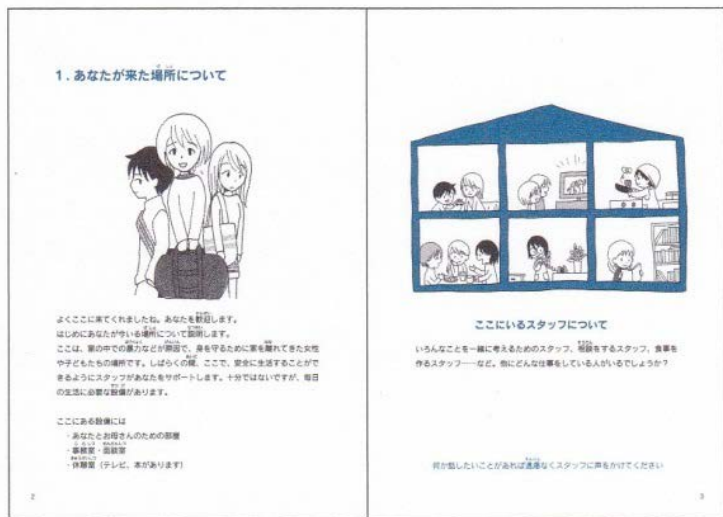 1．あなたが来た場所について
よくここに来てくれましたね。あなたを歓迎します。
はじめにあなたが今いる場所について説明します。
ここは、家の中での暴力などが原因で、身を守るために家を離れてきた女性
や子どもたちの場所です。しばらくの間、ここで、安全に生活することがで
きるようにスタッフがあなたをサポートします。十分ではないですが、毎日
の生活に必要な設備があります。
ここにある設備には
・あなたとお母さんのための部屋
・事務室・面談室
・休憩室（テレビ、本があります）
2
ここにいるスタッフについて
いろんなことを一緒に考えるためのスタッフ、相談をするスタッフ、食事を
作るスタッフ……など。他にどんな仕事をしている人がいるでしょうか？
何か話したいことがあれば遠慮なくスタッフに声をかけてください
3